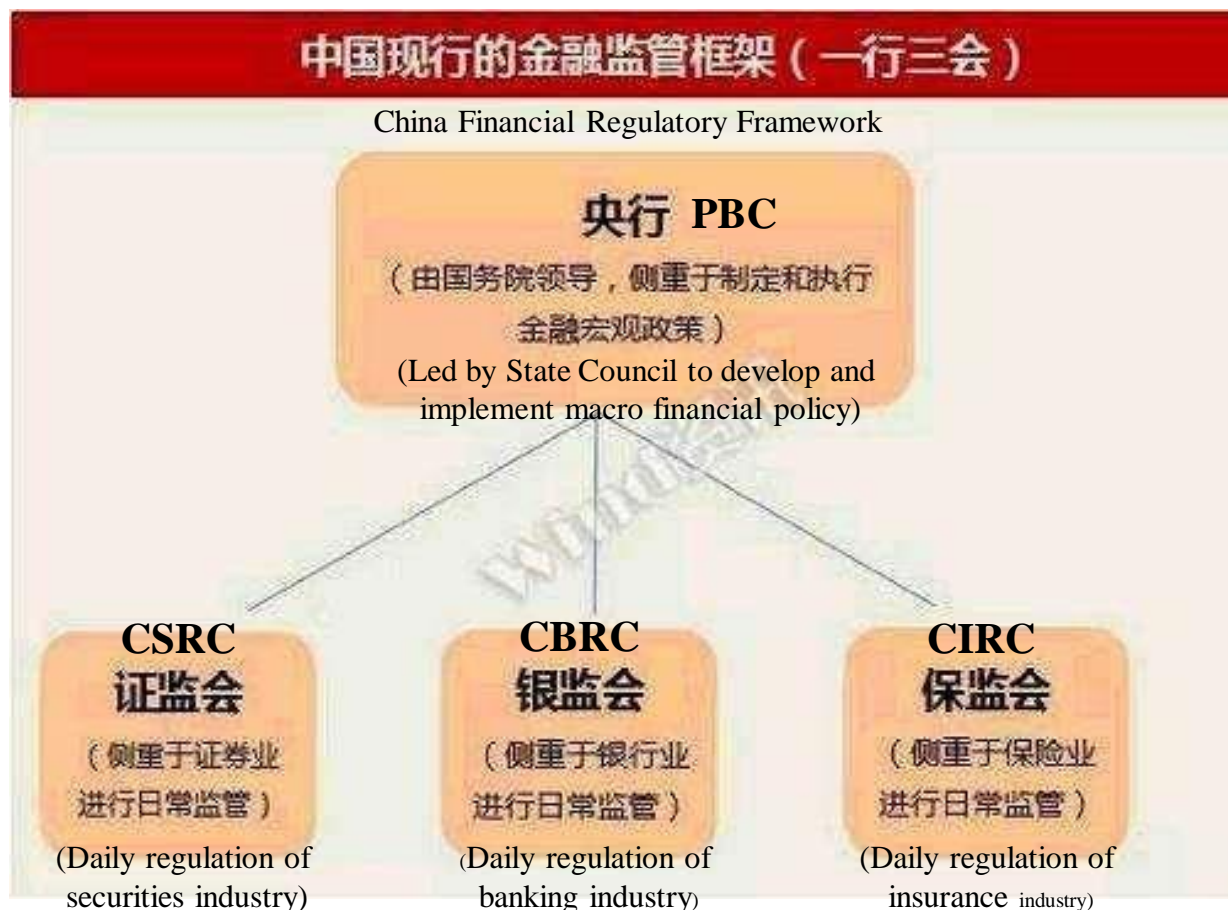 中国现行的金融监管框架（一行三会）
China Financial Regulatory Framework
央行 PBC
（由国务院领导，侧重于制定和执行
金融宏观政策）
(Led by State Council to develop and
implement macro financial policy)
CSRC
证监会
（侧重于证券业
进行日常监管）
(Daily regulation of
securities industry)
CBRC
银监会
（侧重于银行业
进行日常监管）
(Daily regulation of
banking industry)
CIRC
保监会
（侧重于保险业
进行日常监管）
(Daily regulation of
insurance industry)